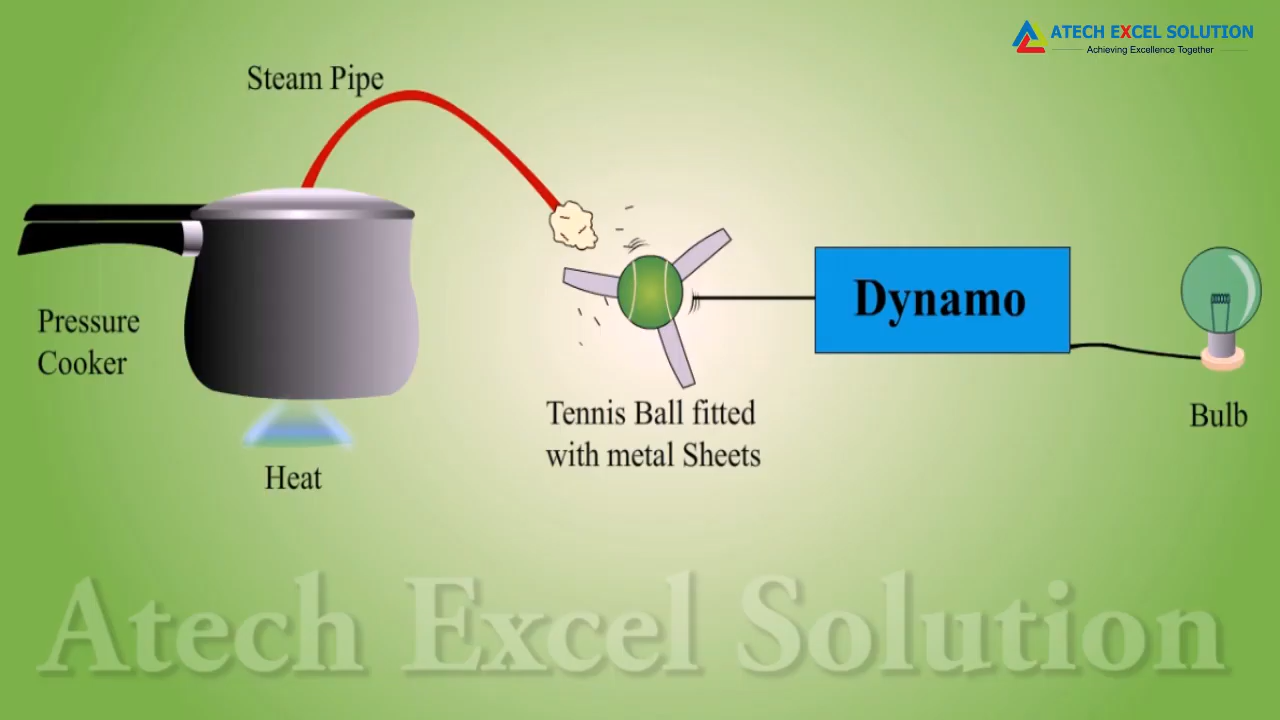 ATECH EXCEL SOLUTION
Achieving Excellence Together
Steam Pipe
Pressure
Cooker
Heat
Tennis Ball fitted
with metal Sheets
Dynamo
Bulb
Atech Excel Solution